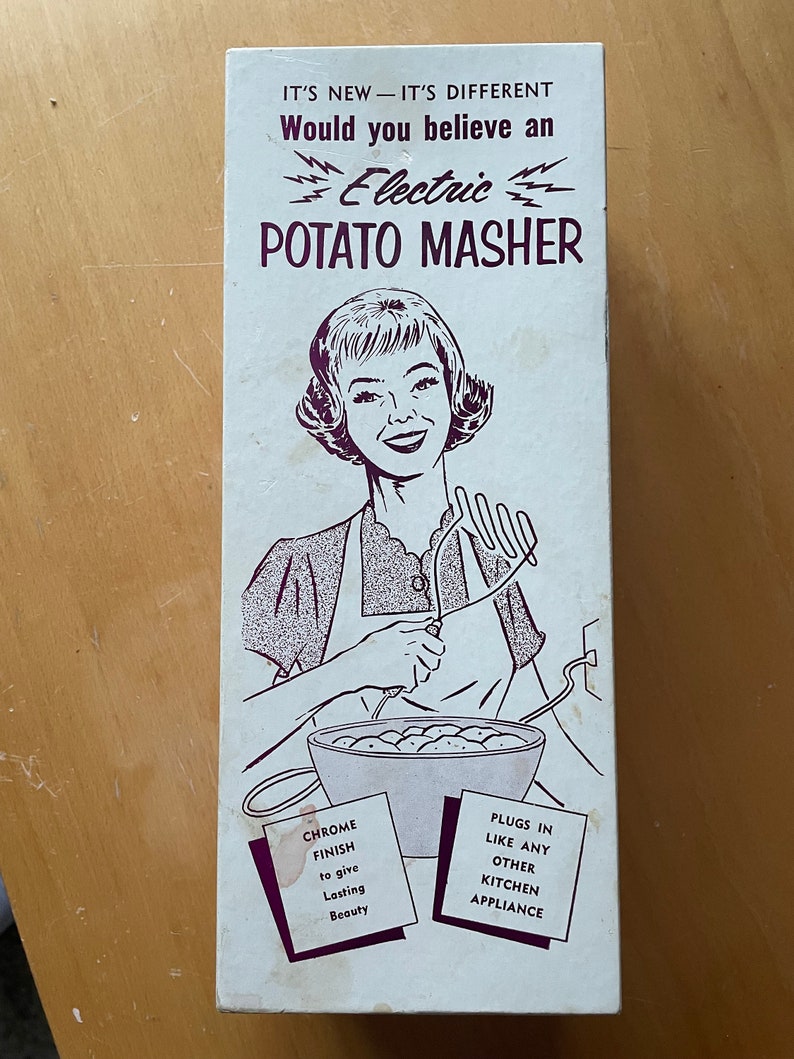 IT'S NEW — IT'S DIFFERENT
Would you believe an
Electric
POTATO MASHER
CHROME
FINISH
to give
Lasting
Beauty
PLUGS IN
LIKE ANY
OTHER
KITCHEN
APPLIANCE